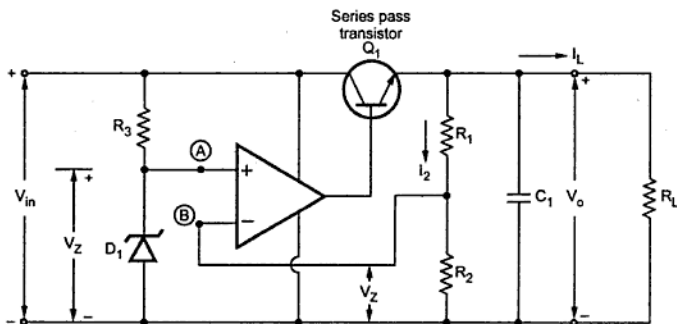 Series pass
transistor
Q1
+
IL
+
R3
A
+
R1
I2
Vin
+
B
−
C1
Vo
RL
VZ
D1
VZ
R2
−
−
−